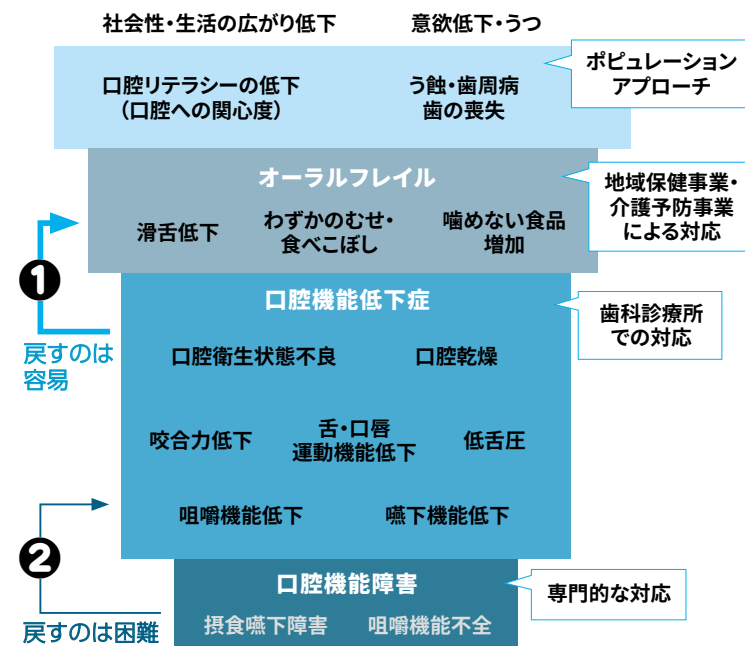 社会性・生活の広がり低下
意欲低下・うつ
ポピュレーション
アプローチ
口腔リテラシーの低下
（口腔への関心度）
う蝕・歯周病
歯の喪失
オーラルフレイル
地域保健事業・
介護予防事業
による対応
滑舌低下
わずかのむせ・
食べこぼし
噛めない食品
増加
❶
戻すのは
容易
口腔機能低下症
歯科診療所
での対応
口腔衛生状態不良
口腔乾燥
咬合力低下
舌・口唇
運動機能低下
低舌圧
咀嚼機能低下
嚥下機能低下
❷
戻すのは困難
口腔機能障害
専門的な対応
摂食嚥下障害
咀嚼機能不全